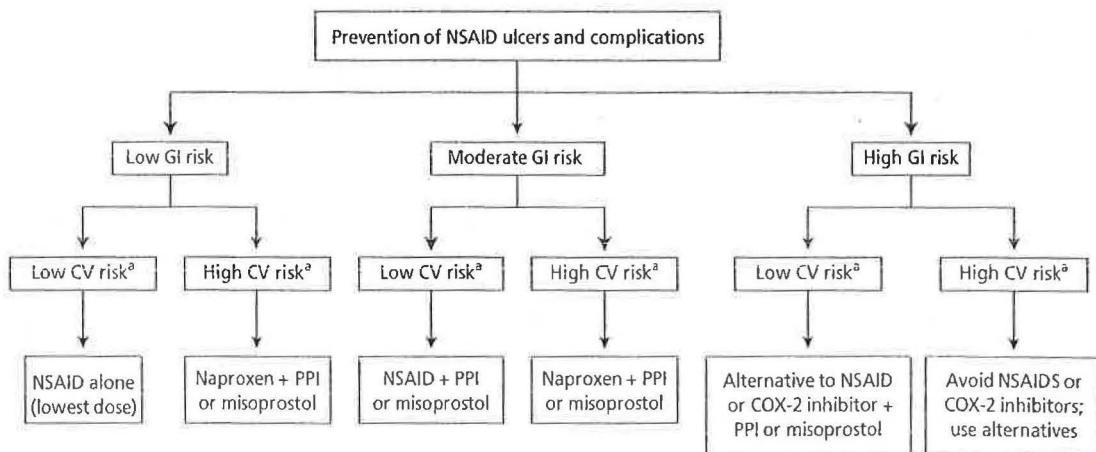 Prevention of NSAID ulcers and complications
Low GI risk
Moderate GI risk
High GI risk
Low CV riskᵃ
High CV riskᵃ
Low CV riskᵃ
High CV riskᵃ
Low CV riskᵃ
High CV riskᵃ
NSAID alone
(lowest dose)
Naproxen + PPI
or misoprostol
NSAID + PPI
or misoprostol
Naproxen + PPI
or misoprostol
Alternative to NSAID
or COX-2 inhibitor +
PPI or misoprostol
Avoid NSAIDS or
COX-2 inhibitors;
use alternatives